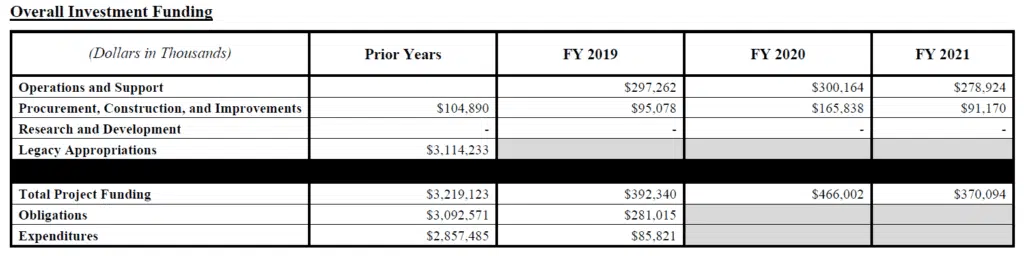 Overall Investment Funding
(Dollars in Thousands) Prior Years FY 2019 FY 2020 FY 2021
Operations and Support $297,262 $300,164 $278,924
Procurement, Construction, and Improvements $104,890 $95,078 $165,838 $91,170
Research and Development - - - -
Legacy Appropriations $3,114,233
Total Project Funding $3,219,123 $392,340 $466,002 $370,094
Obligations $3,092,571 $281,015
Expenditures $2,857,485 $85,821